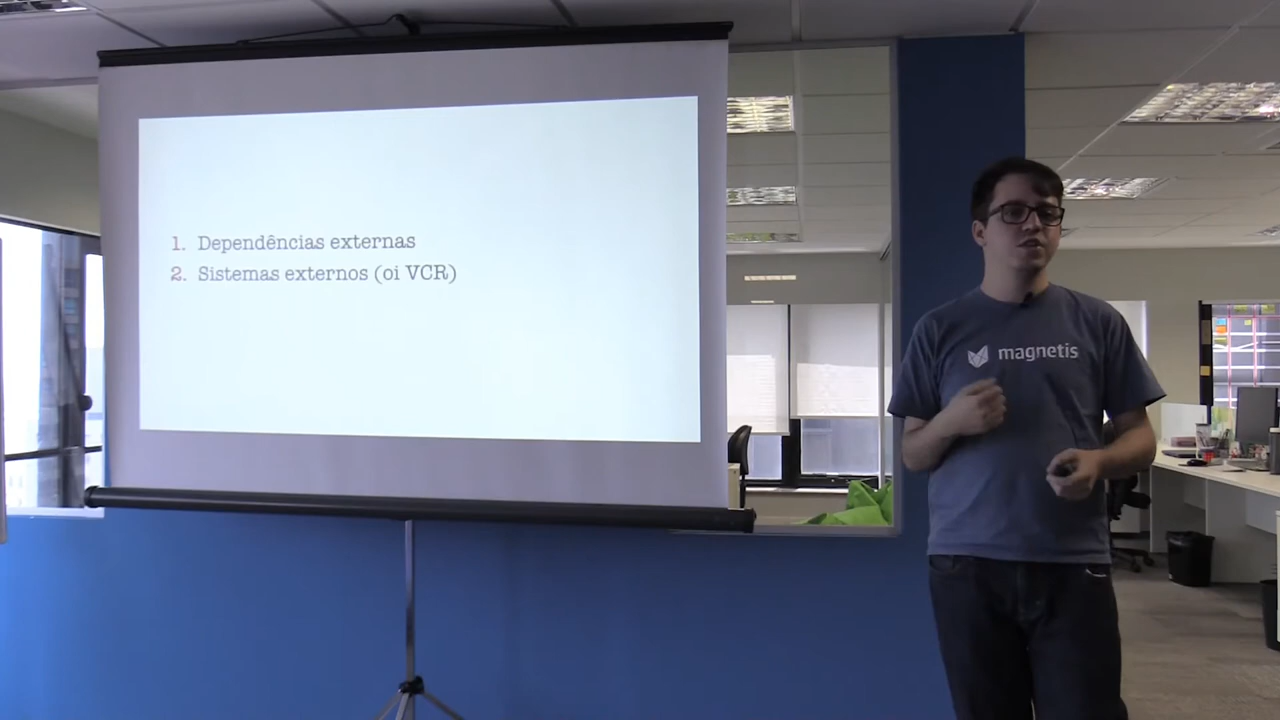 1. Dependências externas
2. Sistemas externos (oi VCR)
magnetis